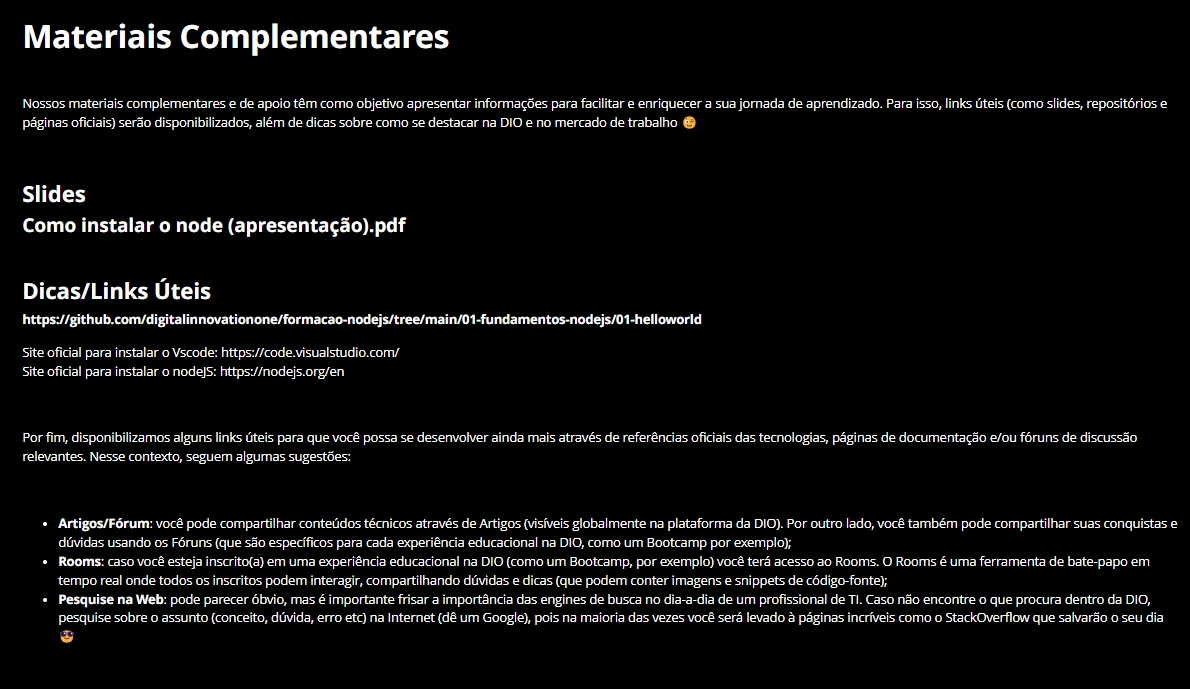 Materiais Complementares
Nossos materiais complementares e de apoio têm como objetivo apresentar informações para facilitar e enriquecer a sua jornada de aprendizado. Para isso, links úteis (como slides, repositórios e
páginas oficiais) serão disponibilizados, além de dicas sobre como se destacar na DIO e no mercado de trabalho 😉
Slides
Como instalar o node (apresentação).pdf
Dicas/Links Úteis
https://github.com/digitalinnovationone/formacao-nodejs/tree/main/01-fundamentos-nodejs/01-helloworld
Site oficial para instalar o Vscode: https://code.visualstudio.com/
Site oficial para instalar o nodeJS: https://nodejs.org/en
Por fim, disponibilizamos alguns links úteis para que você possa se desenvolver ainda mais através de referências oficiais das tecnologias, páginas de documentação e/ou fóruns de discussão
relevantes. Nesse contexto, seguem algumas sugestões:
• Artigos/Fórum: você pode compartilhar conteúdos técnicos através de Artigos (visíveis globalmente na plataforma da DIO). Por outro lado, você também pode compartilhar suas conquistas e
dúvidas usando os Fóruns (que são específicos para cada experiência educacional na DIO, como um Bootcamp por exemplo);
• Rooms: caso você esteja inscrito(a) em uma experiência educacional na DIO (como um Bootcamp, por exemplo) você terá acesso ao Rooms. O Rooms é uma ferramenta de bate-papo em
tempo real onde todos os inscritos podem interagir, compartilhando dúvidas e dicas (que podem conter imagens e snippets de código-fonte);
• Pesquise na Web: pode parecer óbvio, mas é importante frisar a importância das engines de busca no dia-a-dia de um profissional de TI. Caso não encontre o que procura dentro da DIO,
pesquise sobre o assunto (conceito, dúvida, erro etc) na Internet (dê um Google), pois na maioria das vezes você será levado à páginas incríveis como o StackOverflow que salvarão o seu dia
😎